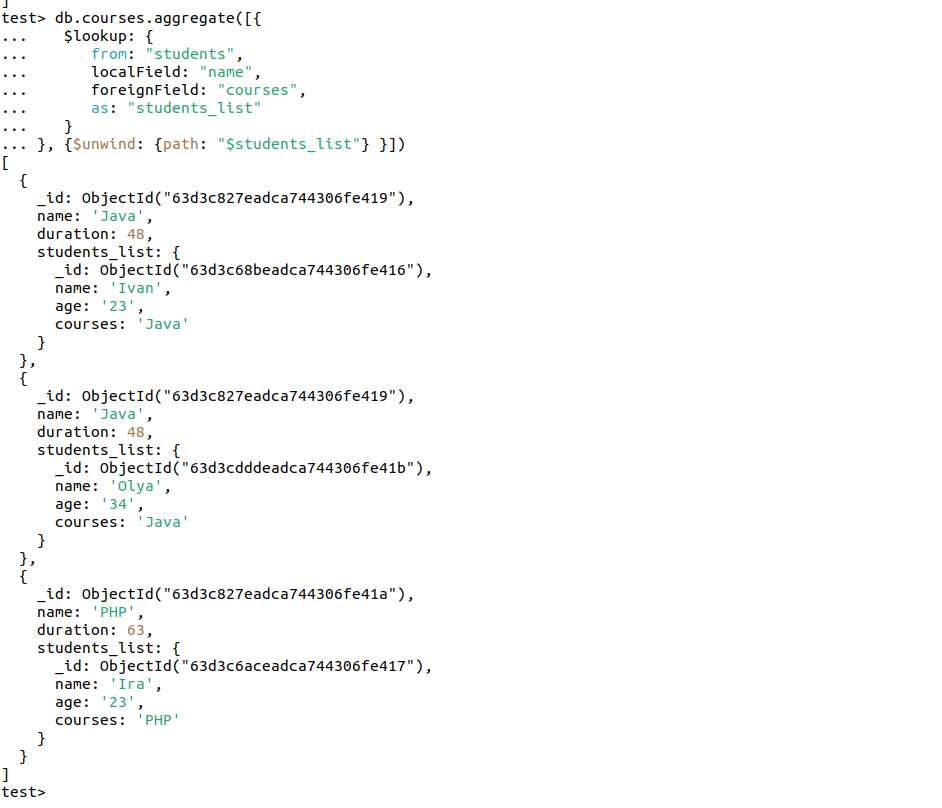 ]
test> db.courses.aggregate([{
...    $lookup: {
...       from: "students",
...       localField: "name",
...       foreignField: "courses",
...       as: "students_list"
...    }
... }, {$unwind: {path: "$students_list"} }])
[
  {
    _id: ObjectId("63d3c827eadca744306fe419"),
    name: 'Java',
    duration: 48,
    students_list: {
      _id: ObjectId("63d3c68beadca744306fe416"),
      name: 'Ivan',
      age: '23',
      courses: 'Java'
    }
  },
  {
    _id: ObjectId("63d3c827eadca744306fe419"),
    name: 'Java',
    duration: 48,
    students_list: {
      _id: ObjectId("63d3cdddeadca744306fe41b"),
      name: 'Olya',
      age: '34',
      courses: 'Java'
    }
  },
  {
    _id: ObjectId("63d3c827eadca744306fe41a"),
    name: 'PHP',
    duration: 63,
    students_list: {
      _id: ObjectId("63d3c6aceadca744306fe417"),
      name: 'Ira',
      age: '23',
      courses: 'PHP'
    }
  }
]
test>